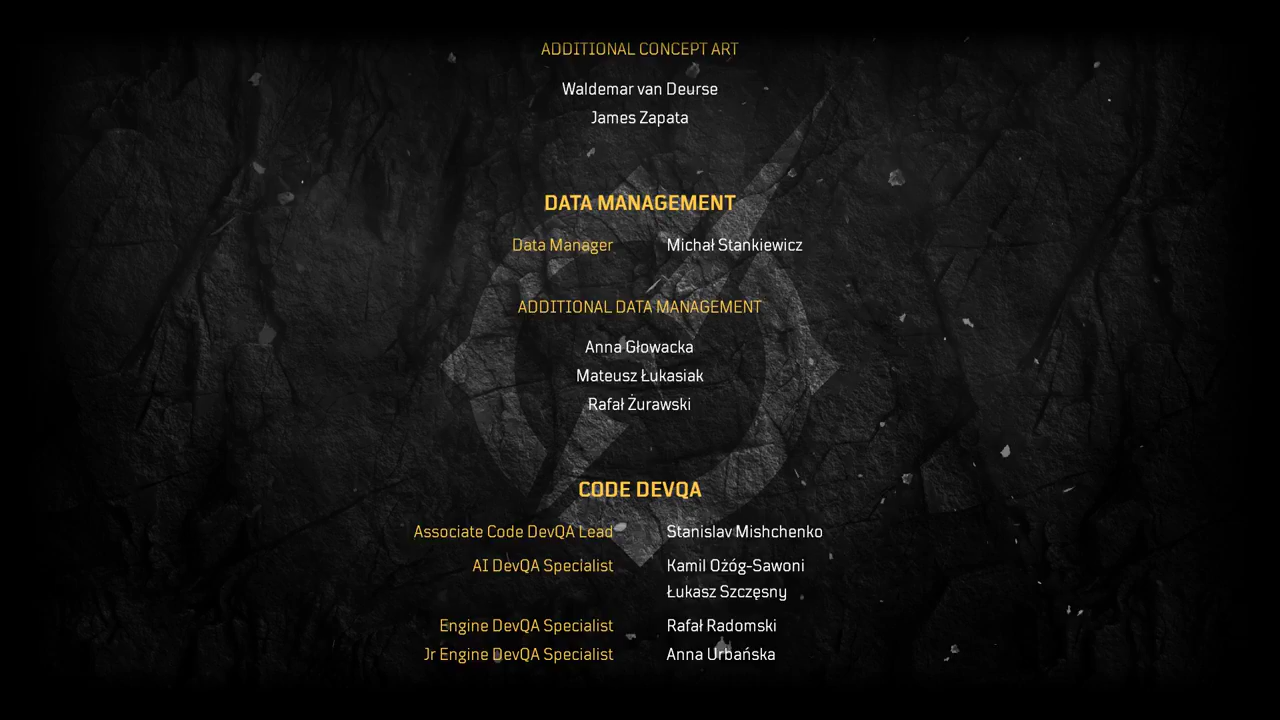 ADDITIONAL CONCEPT ART
Waldemar van Deurse
James Zapata
DATA MANAGEMENT
Data Manager Michał Stankiewicz
ADDITIONAL DATA MANAGEMENT
Anna Głowacka
Mateusz Łukasiak
Rafał Żurawski
CODE DEVQA
Associate Code DevQA Lead Stanislav Mishchenko
AI DevQA Specialist Kamil Ożóg-Sawoni
Łukasz Szczęsny
Engine DevQA Specialist Rafał Radomski
Jr Engine DevQA Specialist Anna Urbańska